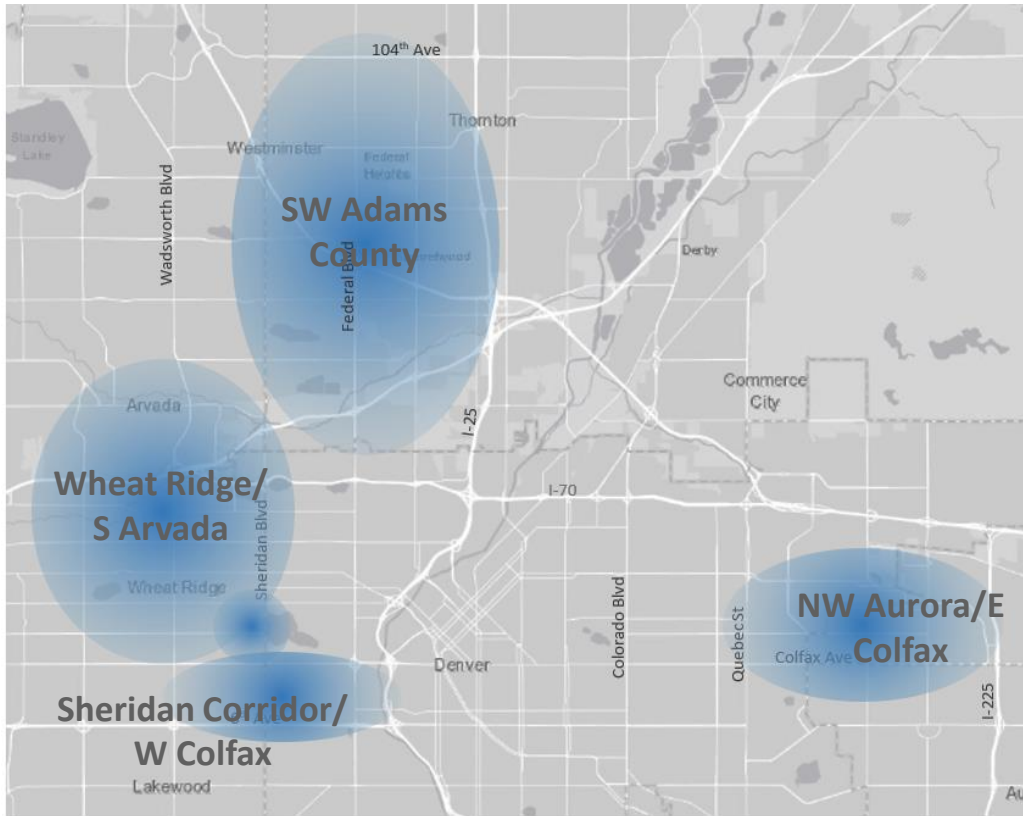 104th Ave
Standley
Lake
Westminster
Thornton
Federal
Heights
Wadsworth Blvd
SW Adams
County
Federal Blvd
Derby
Arvada
Commerce
City
I-25
Wheat Ridge/
S Arvada
I-70
Sheridan Blvd
Wheat Ridge
Colorado Blvd
Quebec St
NW Aurora/E
Colfax
Colfax Ave
Denver
I-225
Sheridan Corridor/
W Colfax
Ave
Lakewood
Au